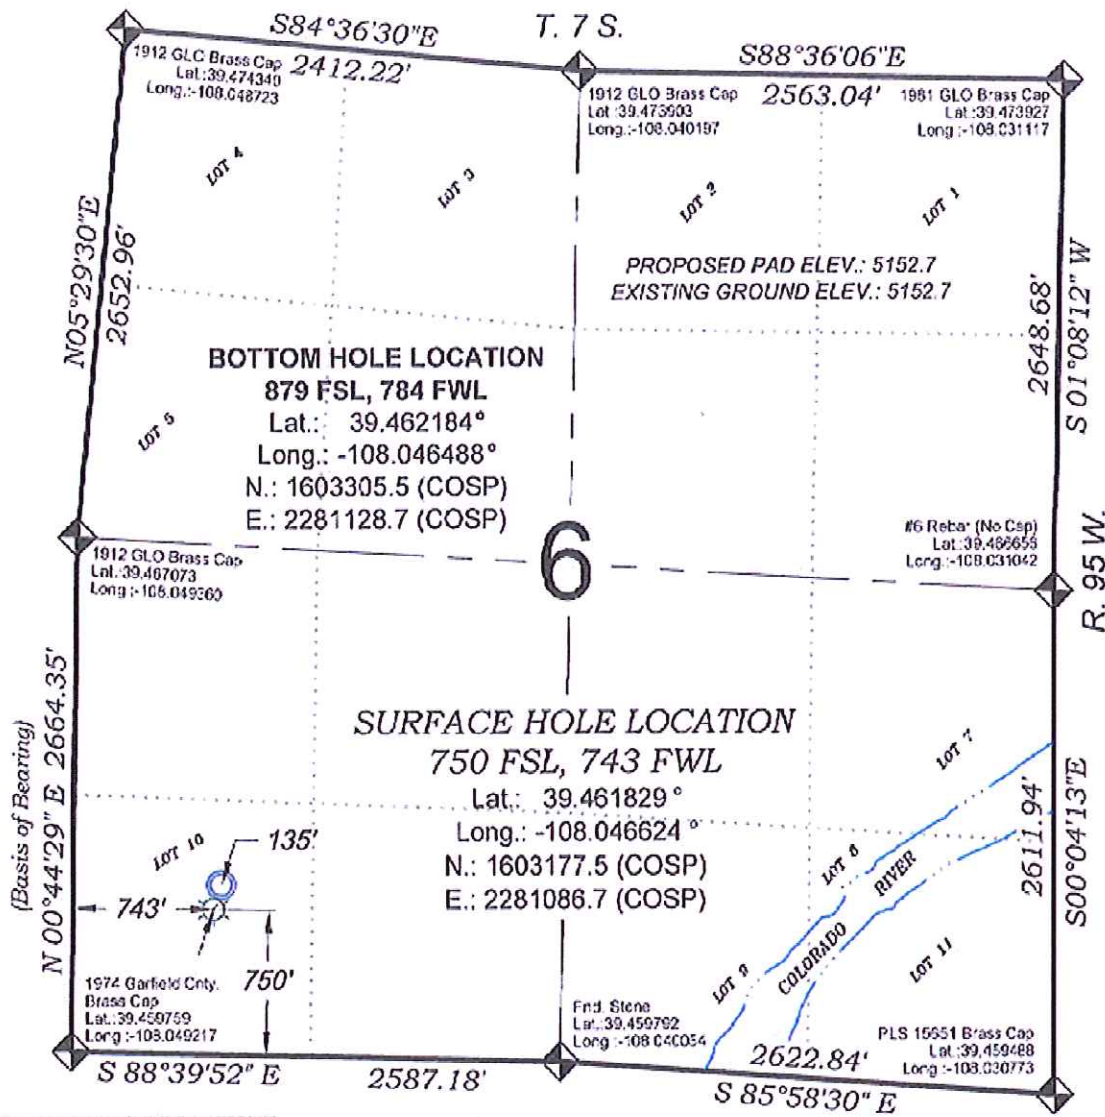 S84°36'30"E
T. 7 S.
S88°36'06"E
1912 GLO Brass Cap
Lat.:39.474340
Long.:-108.048723
2412.22'
1912 GLO Brass Cap
Lat.:39.473903
Long.:-108.040197
2563.04'
1981 GLO Brass Cap
Lat.:39.473927
Long.:-108.031117
LOT 4
LOT 3
LOT 2
LOT 1
N05°29'30"E
2652.96'
PROPOSED PAD ELEV.: 5152.7
EXISTING GROUND ELEV.: 5152.7
2648.68'
S 01°08'12" W
BOTTOM HOLE LOCATION
879 FSL, 784 FWL
Lat.: 39.462184°
Long.: -108.046488°
N.: 1603305.5 (COSP)
E.: 2281128.7 (COSP)
LOT 5
1912 GLO Brass Cap
Lat.:39.467073
Long.:-108.049360
6
#6 Rebar (No Cap)
Lat.:39.466656
Long.:-108.031042
R. 95 W.
(Basis of Bearing)
N 00°44'29" E 2664.35'
SURFACE HOLE LOCATION
750 FSL, 743 FWL
Lat.: 39.461829°
Long.: -108.046624°
N.: 1603177.5 (COSP)
E.: 2281086.7 (COSP)
LOT 7
LOT 10
135'
LOT 8
RIVER
2611.94'
S00°04'13"E
743'
COLORADO
LOT 9
LOT 11
750'
1974 Garfield Cnty.
Brass Cap
Lat.:39.459759
Long.:-108.049217
Fnd. Stone
Lat.:39.459792
Long.:-108.040054
PLS 15651 Brass Cap
Lat.:39.459488
Long.:-108.030773
S 88°39'52" E
2587.18'
2622.84'
S 85°58'30" E